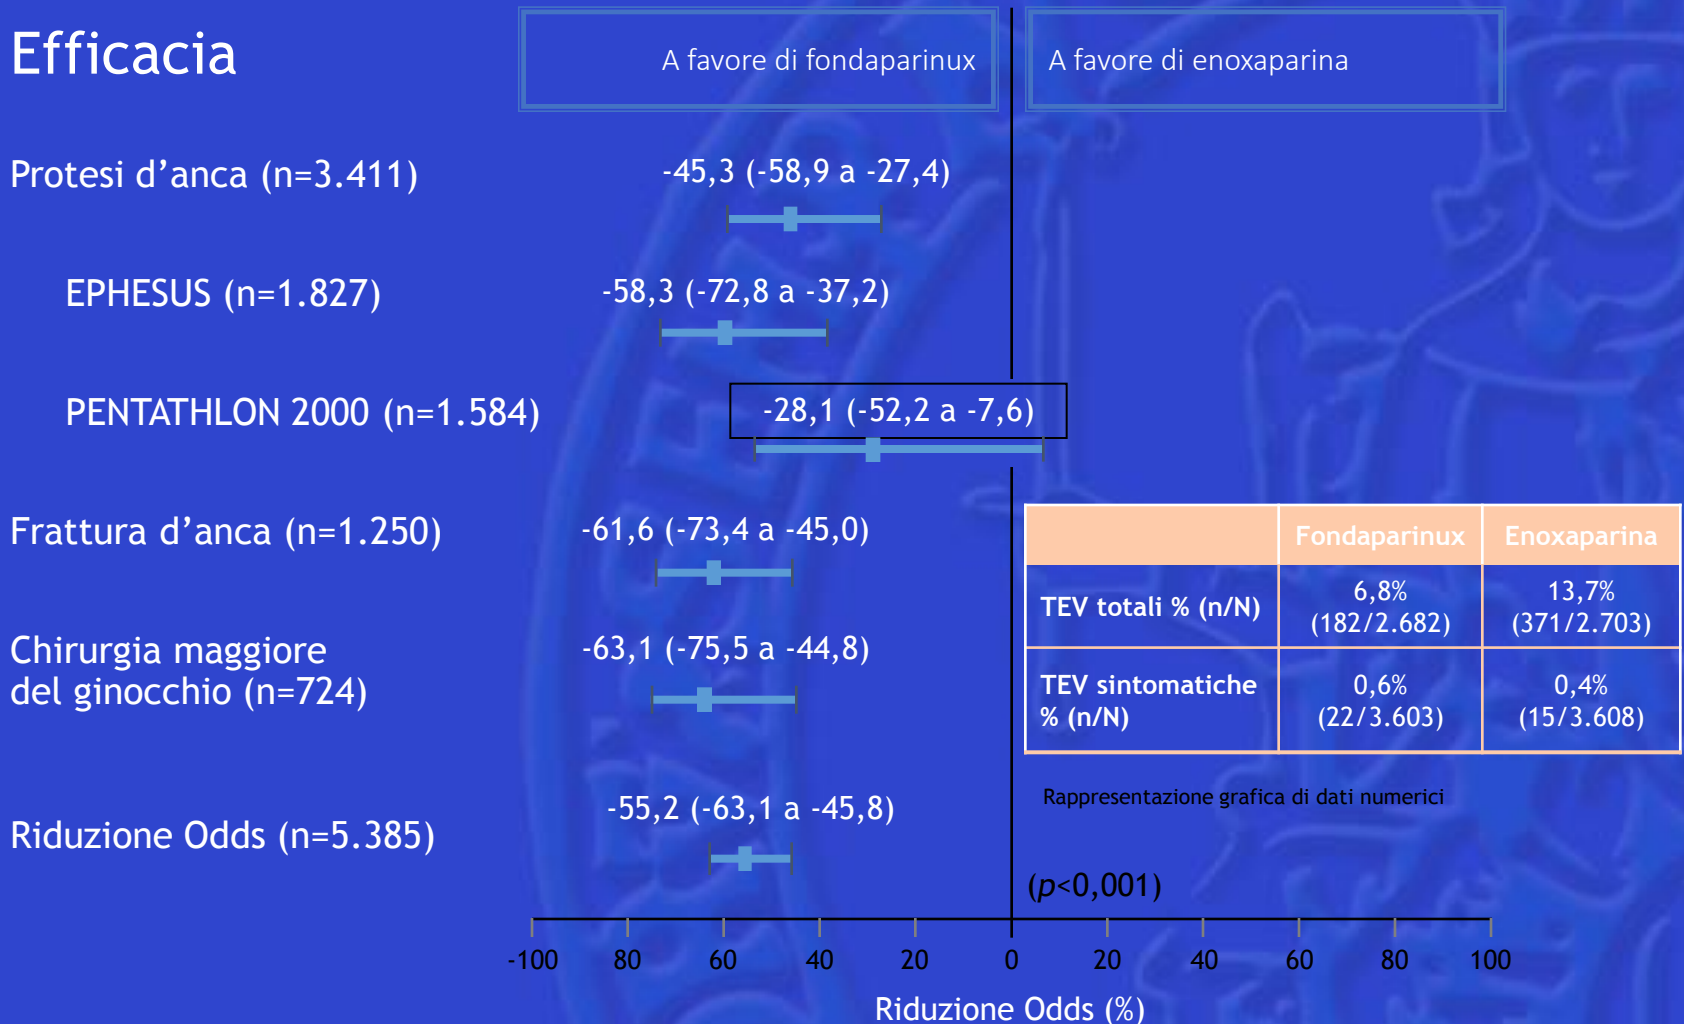 Efficacia
A favore di fondaparinux
A favore di enoxaparina
Protesi d’anca (n=3.411)
-45,3 (-58,9 a -27,4)
EPHESUS (n=1.827)
-58,3 (-72,8 a -37,2)
PENTATHLON 2000 (n=1.584)
-28,1 (-52,2 a -7,6)
Frattura d’anca (n=1.250)
-61,6 (-73,4 a -45,0)
Chirurgia maggiore
del ginocchio (n=724)
-63,1 (-75,5 a -44,8)
Riduzione Odds (n=5.385)
-55,2 (-63,1 a -45,8)
Fondaparinux Enoxaparina
TEV totali % (n/N)
6,8%
(182/2.682)
13,7%
(371/2.703)
TEV sintomatiche
% (n/N)
0,6%
(22/3.603)
0,4%
(15/3.608)
Rappresentazione grafica di dati numerici
(p<0,001)
-100 80 60 40 20 0 20 40 60 80 100
Riduzione Odds (%)